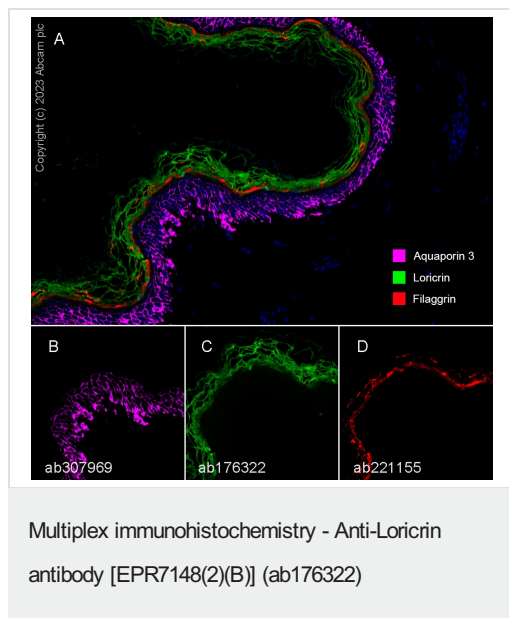 A
Copyright (c) 2023 Abcam plc
Aquaporin 3
Loricrin
Filaggrin
B
ab307969
C
ab176322
D
ab221155
Multiplex immunohistochemistry - Anti-Loricrin
antibody [EPR7148(2)(B)] (ab176322)